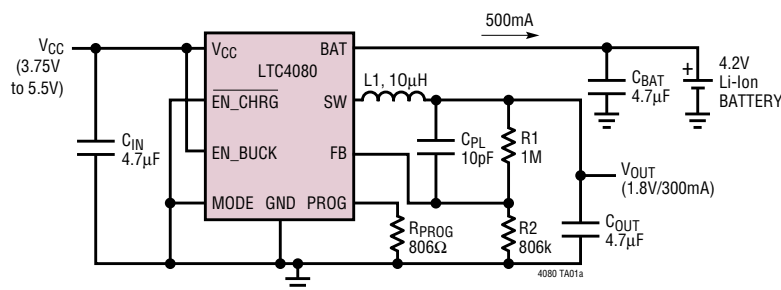 500mA
VCC
(3.75V
to 5.5V)
CIN
4.7µF
VCC
BAT
LTC4080
EN_CHRG
SW
EN_BUCK
FB
MODE
GND
PROG
L1, 10µH
CPL
10pF
R1
1M
RPROG
806Ω
R2
806k
CBAT
4.7µF
+
4.2V
Li-Ion
BATTERY
VOUT
(1.8V/300mA)
COUT
4.7µF
4080 TA01a